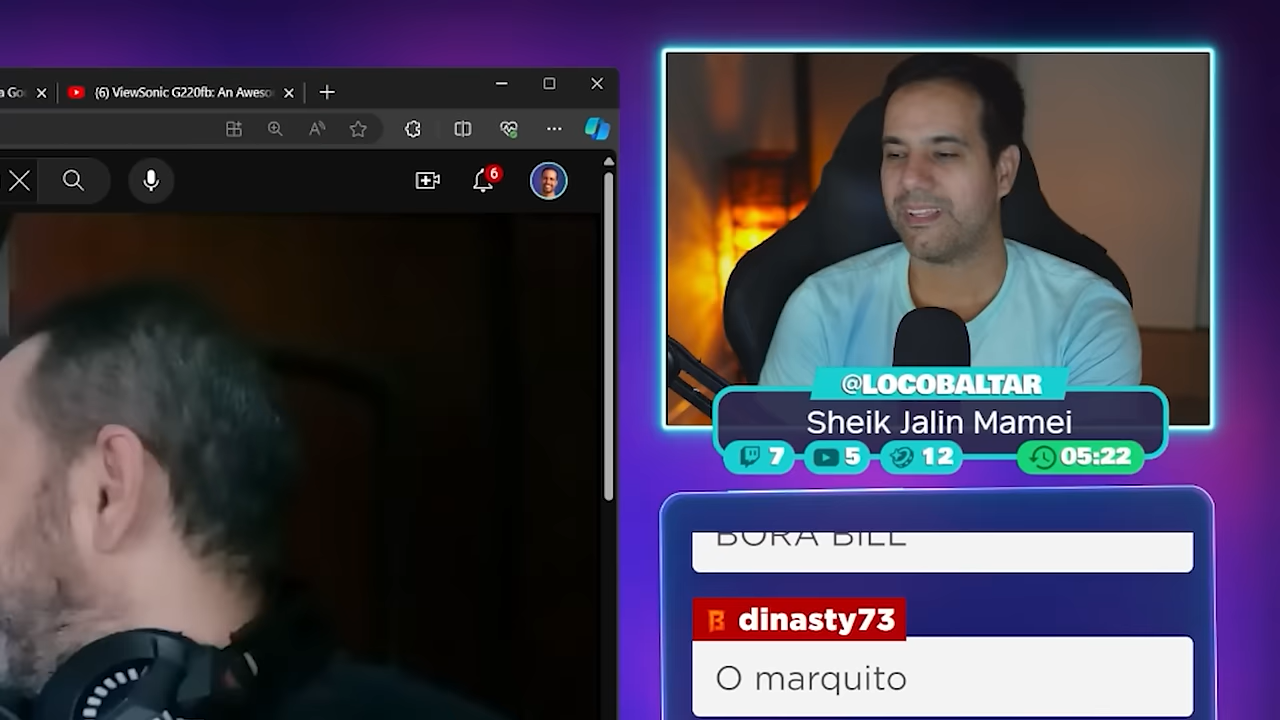 a Go
(6) ViewSonic G220fb: An Aweso
6
@LOCOBALTAR
Sheik Jalin Mamei
7
5
12
05:22
BORA BILL
dinasty73
O marquito